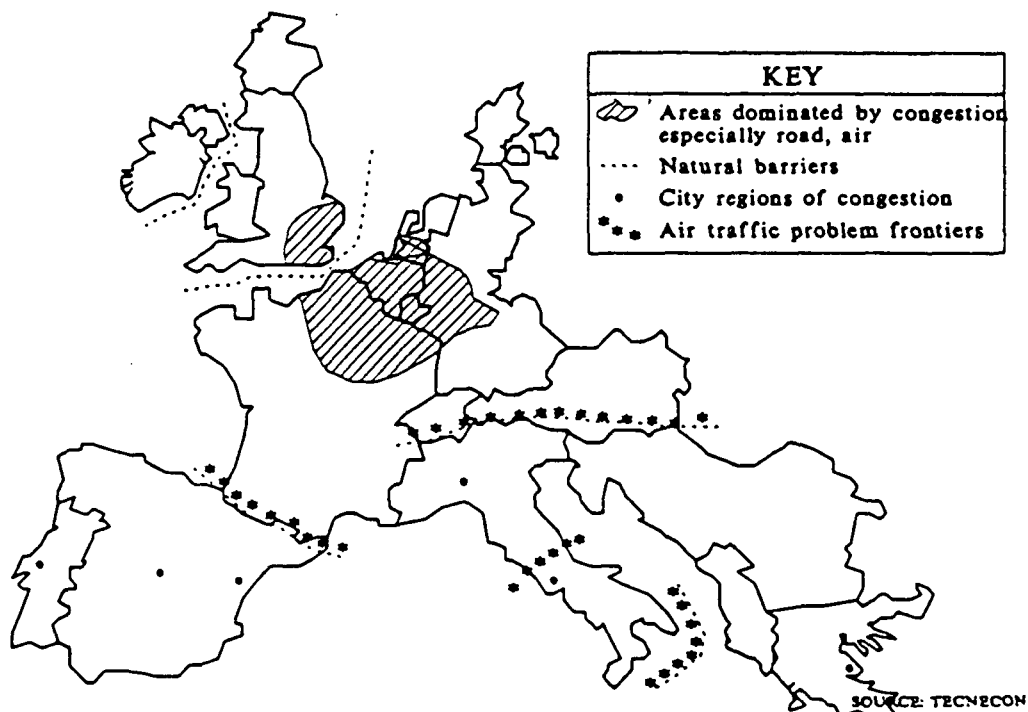 KEY
Areas dominated by congestion
especially road, air
Natural barriers
City regions of congestion
Air traffic problem frontiers
SOURCE: TECNECON